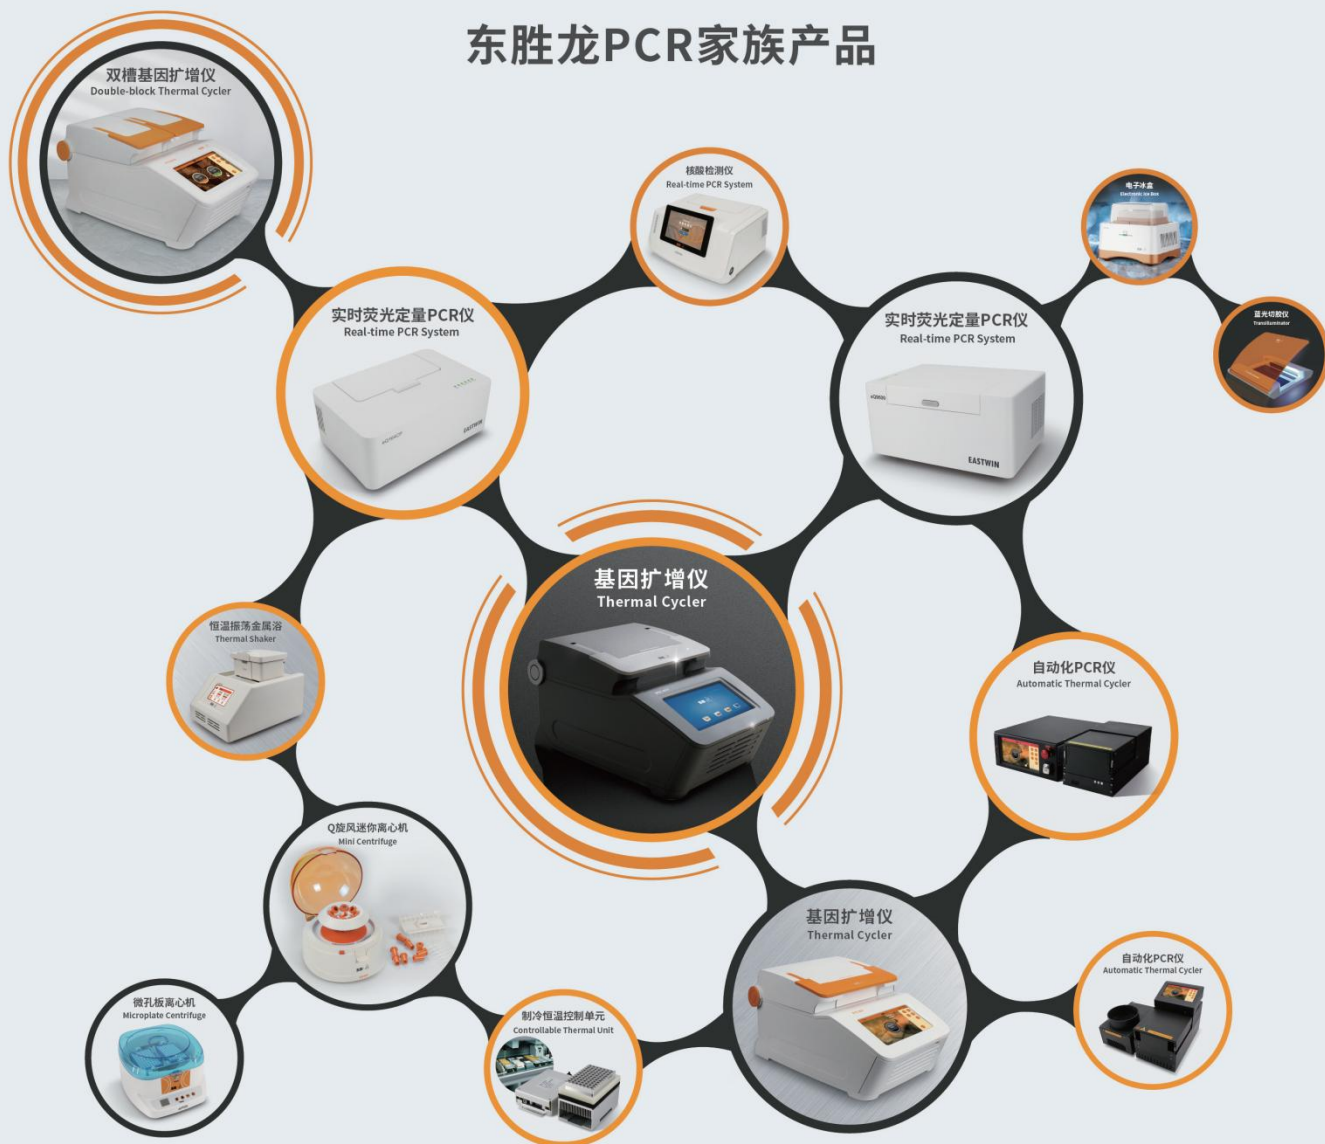 东胜龙PCR家族产品
双槽基因扩增仪
Double-block Thermal Cycler
核酸检测仪
Real-time PCR System
电子冰盒
Electronic Ice Box
实时荧光定量PCR仪
Real-time PCR System
EASTWIN
实时荧光定量PCR仪
Real-time PCR System
EASTWIN
蓝光切胶仪
Transilluminator
基因扩增仪
Thermal Cycler
恒温振荡金属浴
Thermal Shaker
自动化PCR仪
Automatic Thermal Cycler
Q旋风迷你离心机
Mini Centrifuge
基因扩增仪
Thermal Cycler
自动化PCR仪
Automatic Thermal Cycler
微孔板离心机
Microplate Centrifuge
制冷恒温控制单元
Controllable Thermal Unit